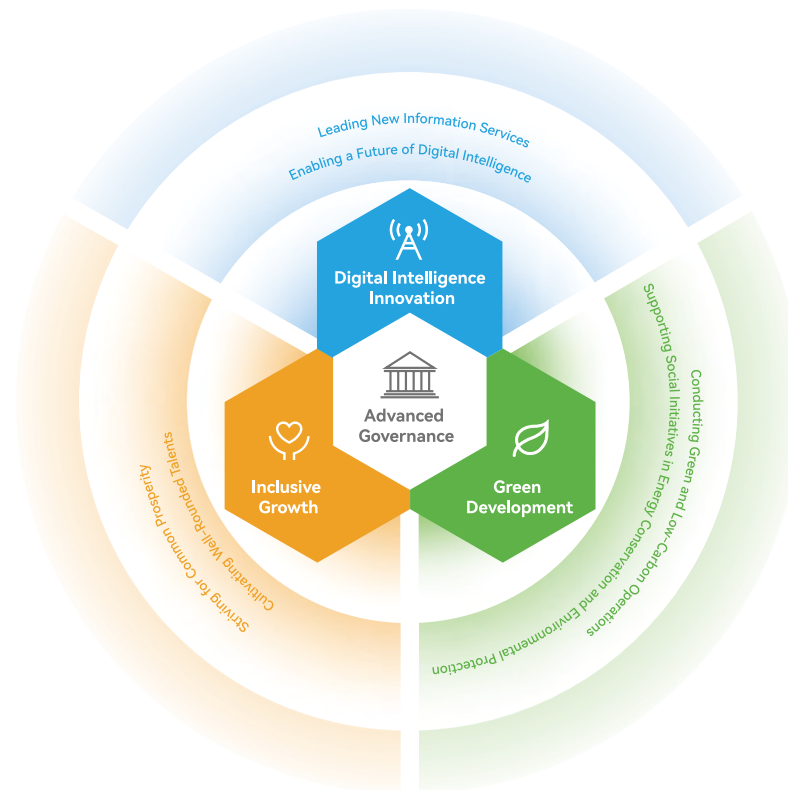 Leading New Information Services
Enabling a Future of Digital Intelligence
Digital Intelligence
Innovation
Advanced
Governance
Inclusive
Growth
Green
Development
Cultivating Well-Rounded Talents
Striving for Common Prosperity
Supporting Social Initiatives in Energy Conservation and Environmental Protection
Conducting Green and Low-Carbon Operations